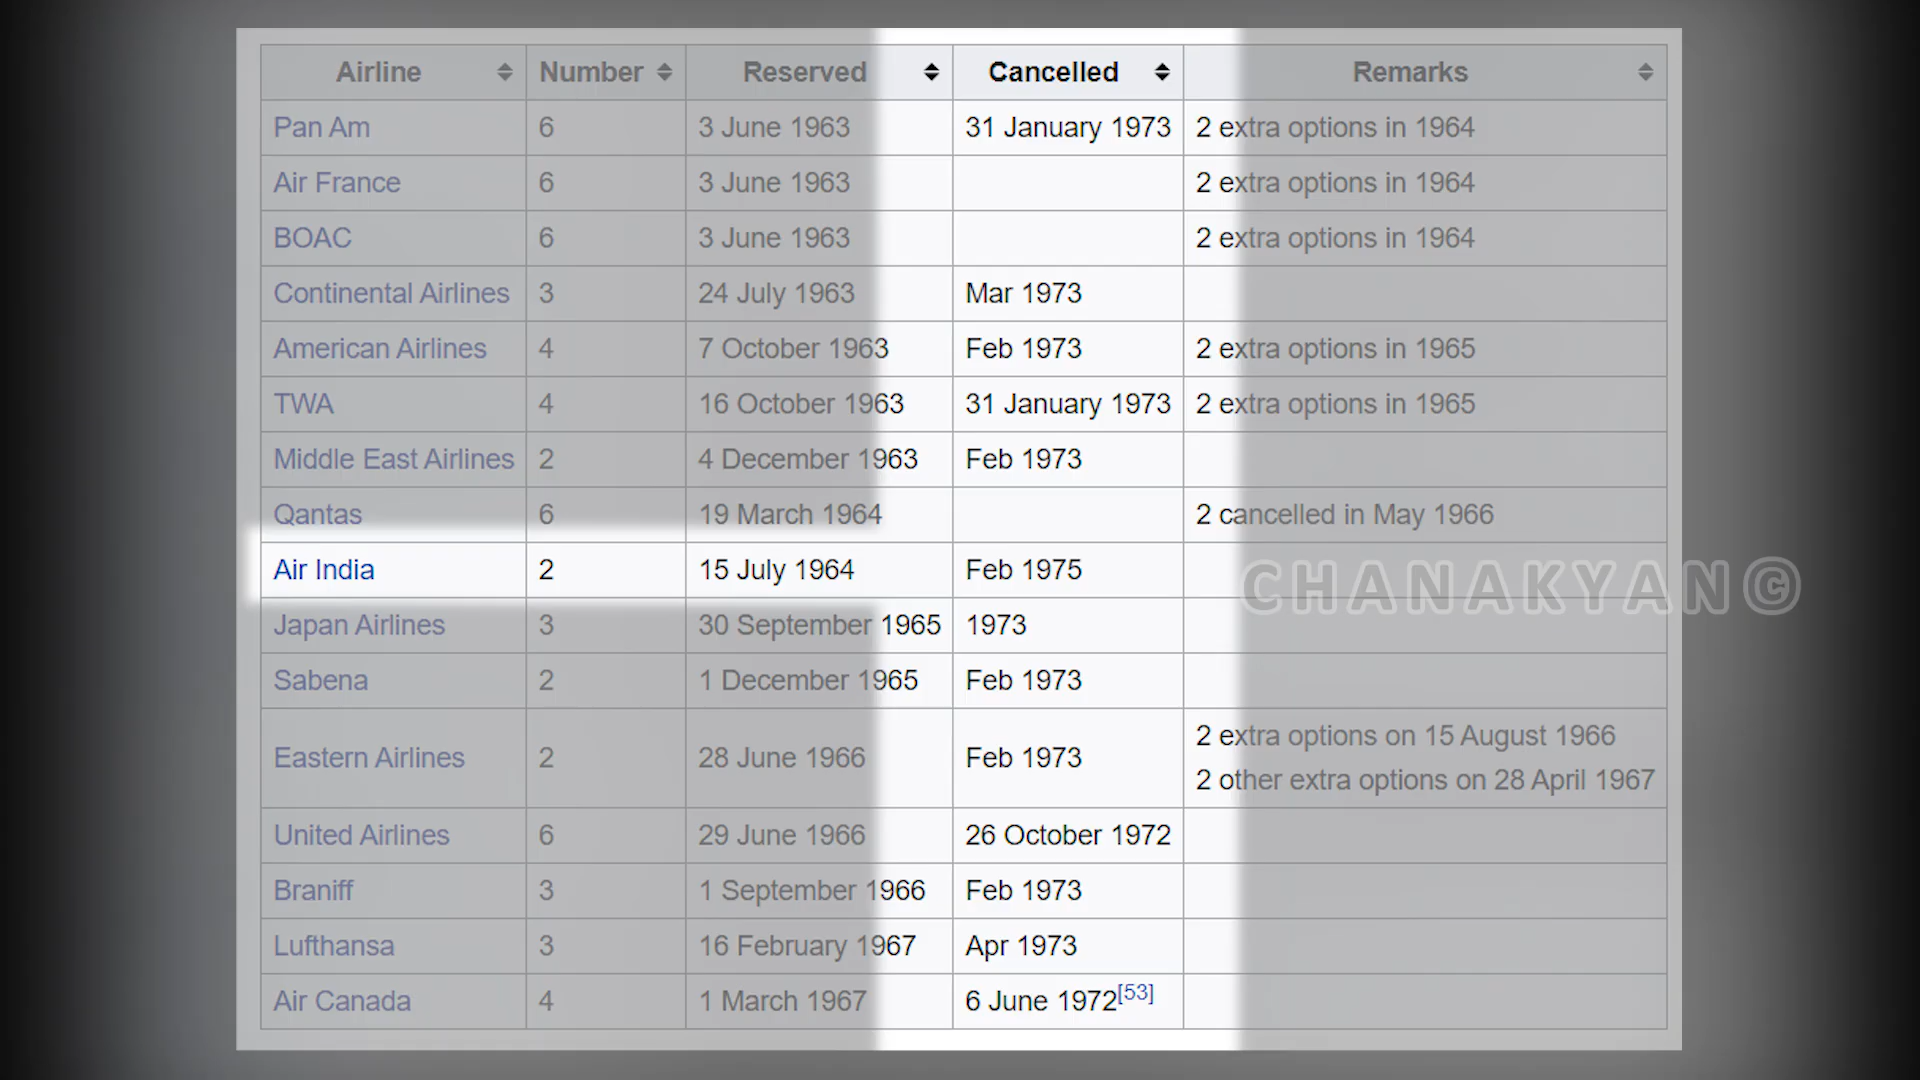 Airline Number Reserved Cancelled Remarks
Pan Am 6 3 June 1963 31 January 1973 2 extra options in 1964
Air France 6 3 June 1963 2 extra options in 1964
BOAC 6 3 June 1963 2 extra options in 1964
Continental Airlines 3 24 July 1963 Mar 1973
American Airlines 4 7 October 1963 Feb 1973 2 extra options in 1965
TWA 4 16 October 1963 31 January 1973 2 extra options in 1965
Middle East Airlines 2 4 December 1963 Feb 1973
Qantas 6 19 March 1964 2 cancelled in May 1966
Air India 2 15 July 1964 Feb 1975
CHANAKYAN©
Japan Airlines 3 30 September 1965 1973
Sabena 2 1 December 1965 Feb 1973
Eastern Airlines 2 28 June 1966 Feb 1973 2 extra options on 15 August 1966
2 other extra options on 28 April 1967
United Airlines 6 29 June 1966 26 October 1972
Braniff 3 1 September 1966 Feb 1973
Lufthansa 3 16 February 1967 Apr 1973
Air Canada 4 1 March 1967 6 June 1972[53]